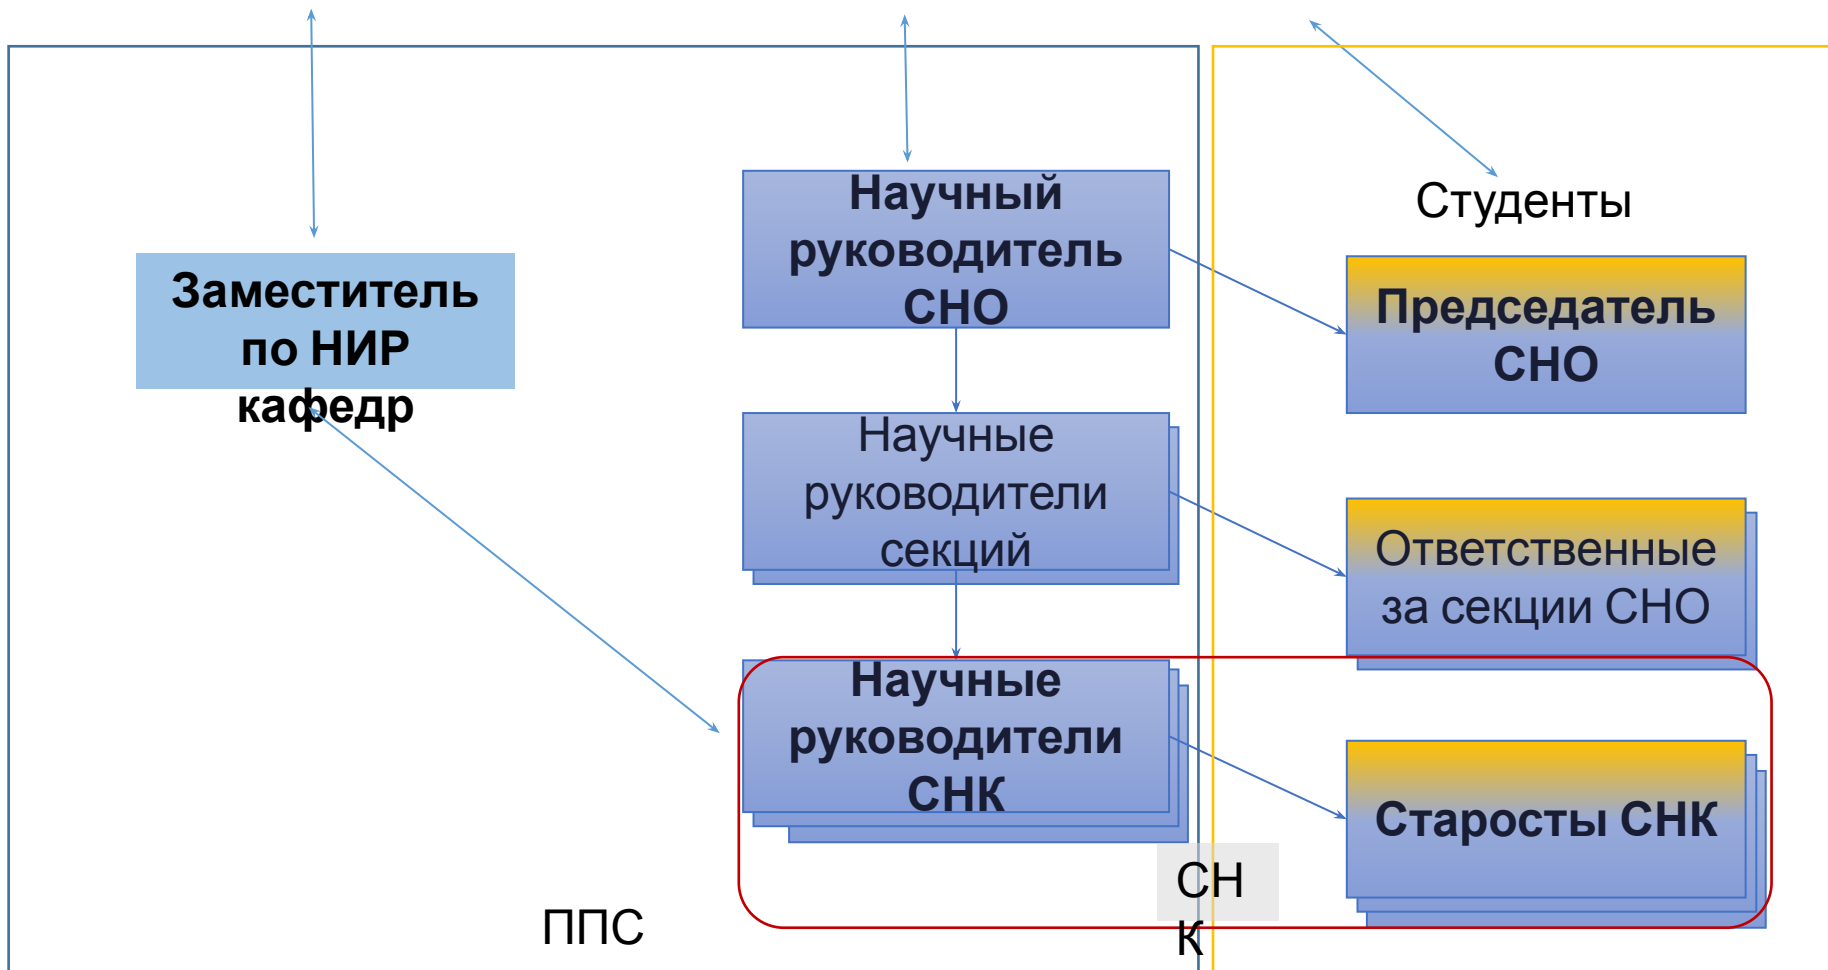 Научный
руководитель
СНО
Студенты
Заместитель
по НИР
кафедр
Председатель
СНО
Научные
руководители
секций
Ответственные
за секции СНО
Научные
руководители
СНК
Старосты СНК
СН
К
ППС